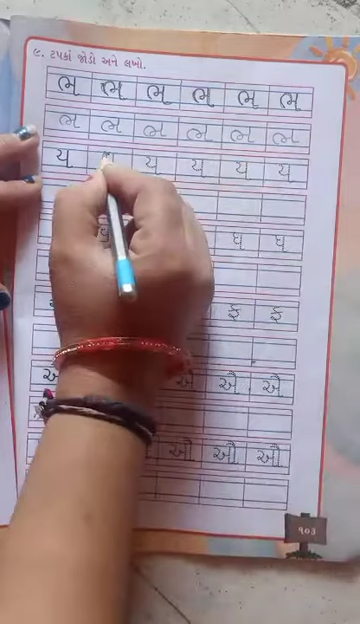 ૯. ટપકાં જોડો અને લખો.
ભ ભ ભ ભ ભ ભ
ભ ભ ભ ભ ભ ભ
ય ય ય ય ય
ઘ ઘ ઘ
ફ ફ
ઐ ઐ ઐ
ઔ ઔ ઔ
૧૦૩